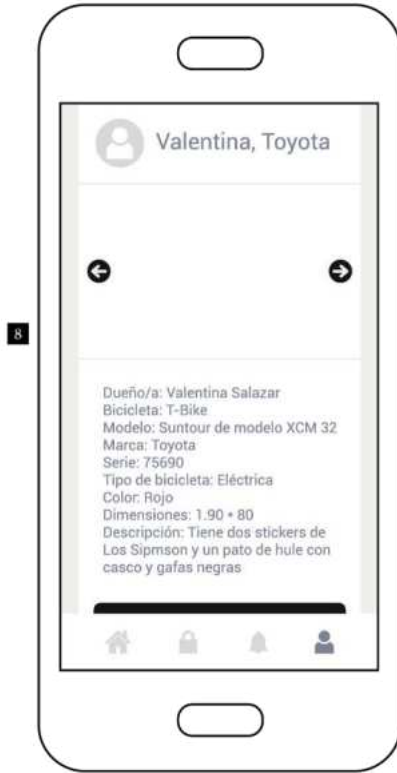 Valentina, Toyota
8
Dueño/a: Valentina Salazar
Bicicleta: T-Bike
Modelo: Suntour de modelo XCM 32
Marca: Toyota
Serie: 75690
Tipo de bicicleta: Eléctrica
Color: Rojo
Dimensiones: 1.90 * 80
Descripción: Tiene dos stickers de
Los Sipmson y un pato de hule con
casco y gafas negras